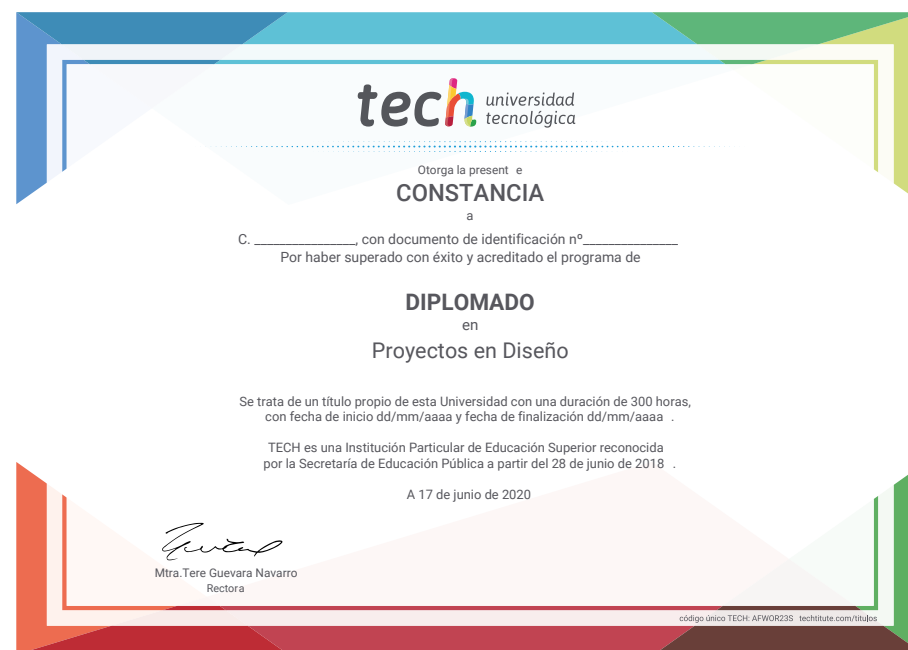 tech universidad
tecnológica
Otorga la present e
CONSTANCIA
a
C. _______________, con documento de identificación nº______________
Por haber superado con éxito y acreditado el programa de
DIPLOMADO
en
Proyectos en Diseño
Se trata de un título propio de esta Universidad con una duración de 300 horas,
con fecha de inicio dd/mm/aaaa y fecha de finalización dd/mm/aaaa .
TECH es una Institución Particular de Educación Superior reconocida
por la Secretaría de Educación Pública a partir del 28 de junio de 2018 .
A 17 de junio de 2020
Mtra.Tere Guevara Navarro
Rectora
código único TECH: AFWOR23S techtitute.com/titulos